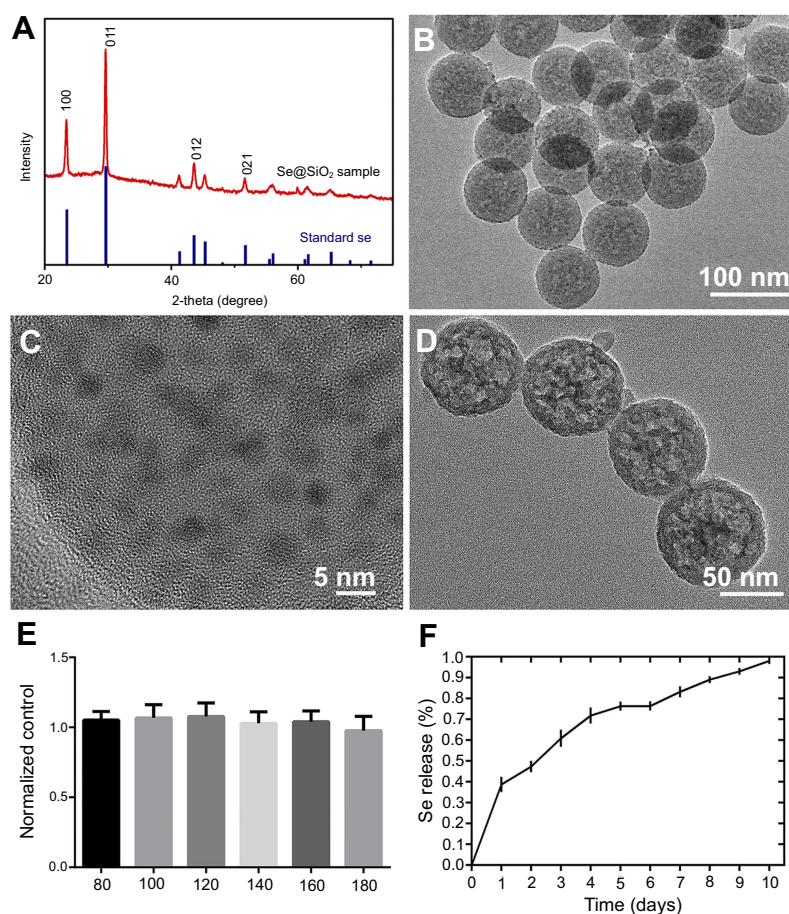 A
Intensity
100
011
012
021
Se@SiO₂ sample
Standard se
20
40
60
2-theta (degree)
B
100 nm
C
5 nm
D
50 nm
E
Normalized control
1.5
1.0
0.5
0.0
80 100 120 140 160 180
F
Se release (%)
1.0
0.9
0.8
0.7
0.6
0.5
0.4
0.3
0.2
0.1
0.0
0 1 2 3 4 5 6 7 8 9 10
Time (days)